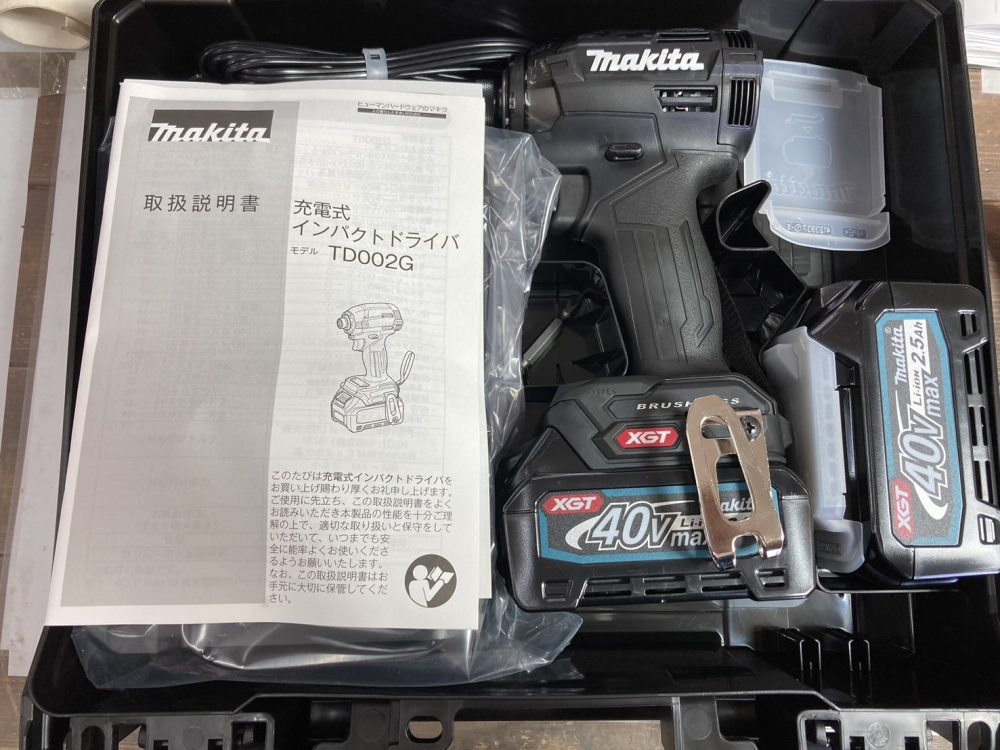 makita
ヒューマンハードウェアのマキタ
makita
取扱説明書
充電式
インパクトドライバ
モデル TD002G
このたびは充電式インパクトドライバを
お買い上げ賜わり厚くお礼申し上げます。
ご使用に先立ち、この取扱説明書をよく
お読みいただき本製品の性能を十分ご理
解の上で、適切な取り扱いと保守をして
いただいて、いつまでも安
全に能率よくお使いくださ
るようお願いいたします。
なお、この取扱説明書はお
手元に大切に保管してくだ
さい。
BRUSHLESS
XGT
XGT
40v max
Li-ion
makita
makita
XGT
40v max
makita
Li-ion 2.5Ah